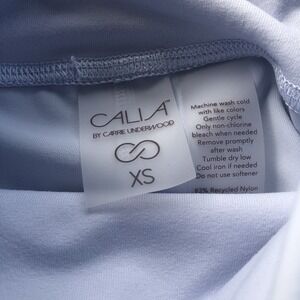 CALIA™
BY CARRIE UNDERWOOD
XS
Machine wash cold
with like colors
Gentle cycle
Only non-chlorine
bleach when needed
Remove promptly
after wash
Tumble dry low
Cool iron if needed
Do not use softener
Recycled Nylon